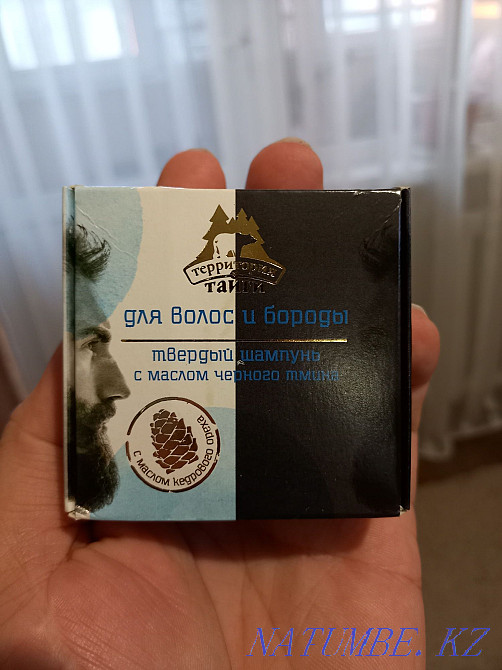 территория
тайги
для волос и бороды
твердый шампунь
с маслом черного тмина
с маслом кедрового ореха
NATUMBE.KZ